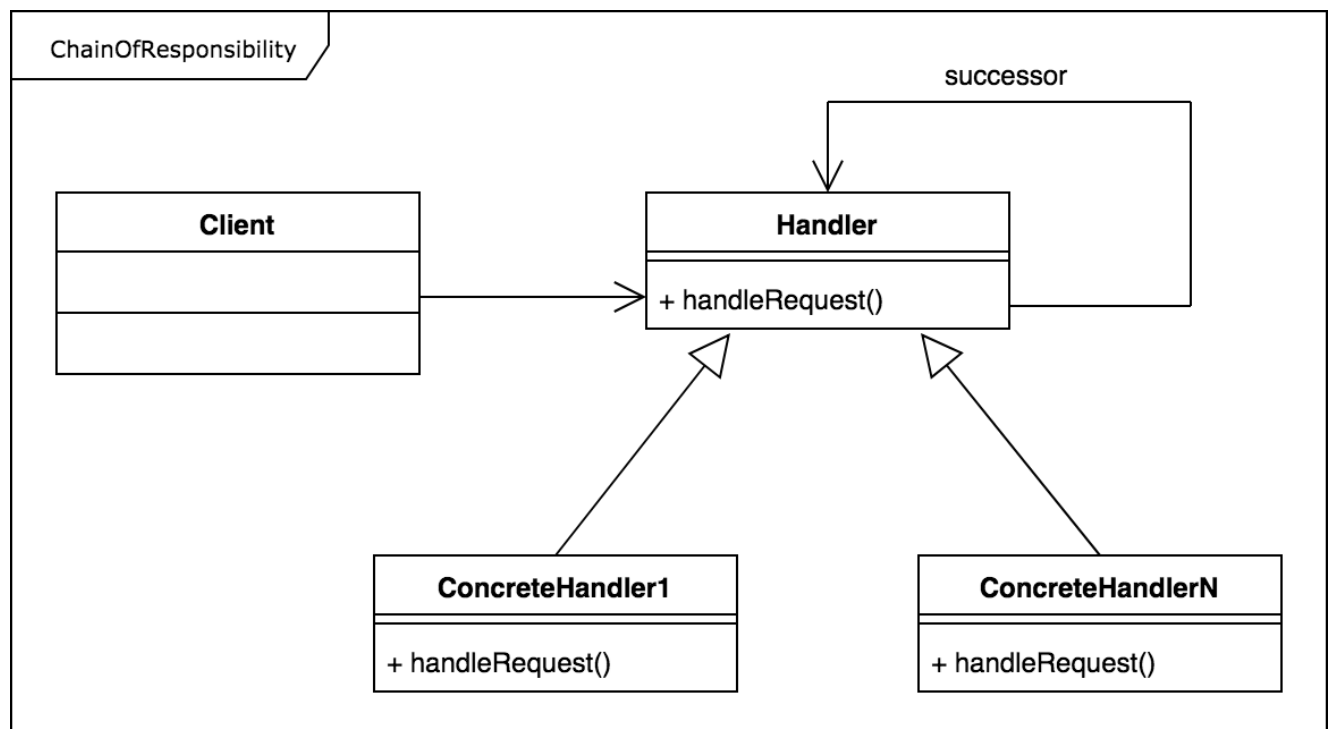 ChainOfResponsibility
successor
Client
Handler
+ handleRequest()
ConcreteHandler1
+ handleRequest()
ConcreteHandlerN
+ handleRequest()